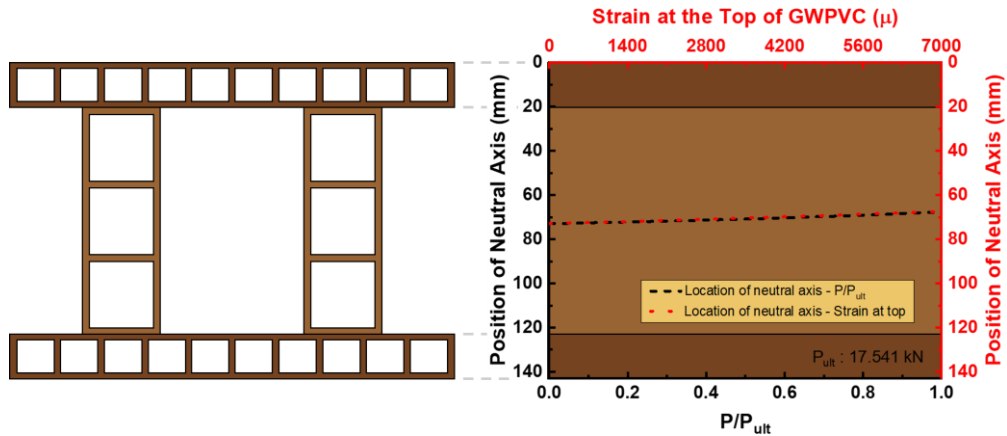 Strain at the Top of GWPVC (μ)
0 1400 2800 4200 5600 7000
0 0
20 20
40 40
60 60
80 80
100 100
120 120
140 140
Position of Neutral Axis (mm)
Position of Neutral Axis (mm)
Location of neutral axis - P/Pult
Location of neutral axis - Strain at top
Pult : 17.541 kN
0.0 0.2 0.4 0.6 0.8 1.0
P/Pult